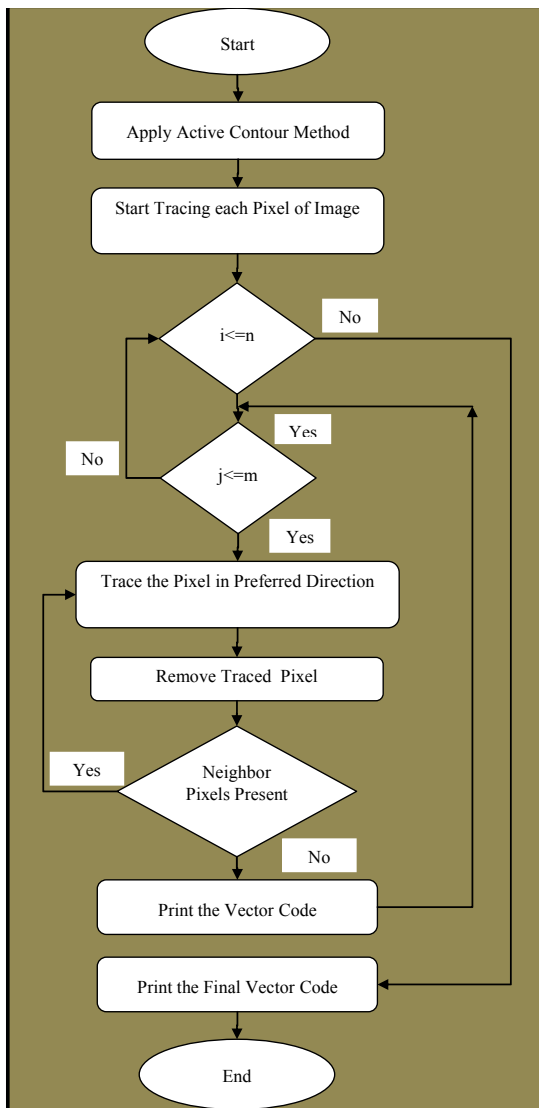 Start
Apply Active Contour Method
Start Tracing each Pixel of Image
No
i<=n
Yes
No
j<=m
Yes
Trace the Pixel in Preferred Direction
Remove Traced Pixel
Yes
Neighbor
Pixels Present
No
Print the Vector Code
Print the Final Vector Code
End